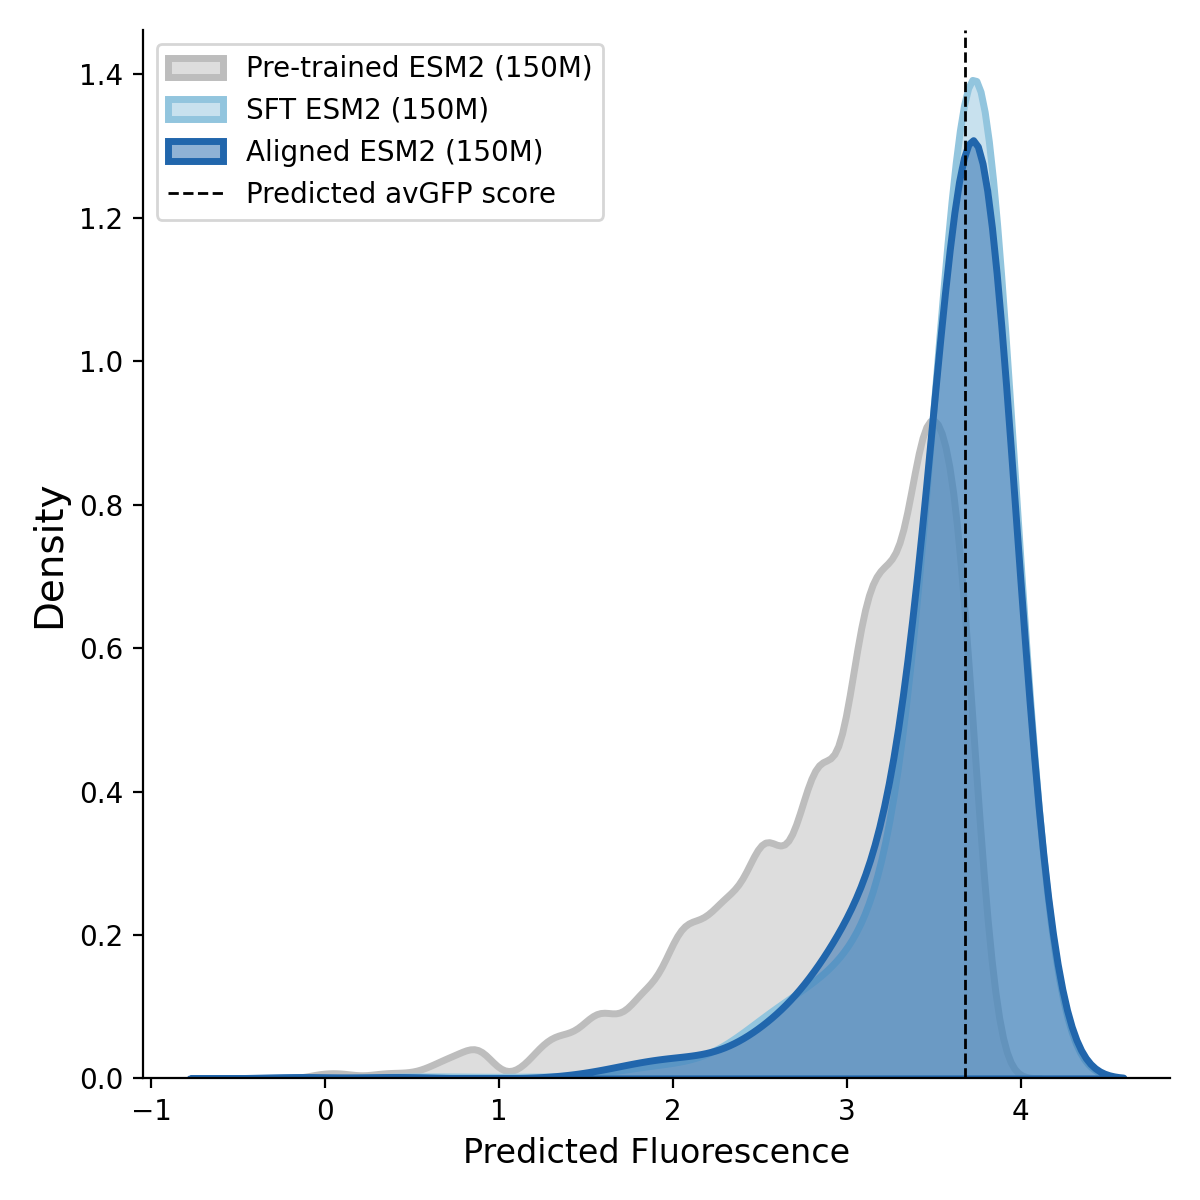 Pre-trained ESM2 (150M)
SFT ESM2 (150M)
Aligned ESM2 (150M)
Predicted avGFP score
Density
1.4
1.2
1.0
0.8
0.6
0.4
0.2
0.0
−1
0
1
2
3
4
Predicted Fluorescence